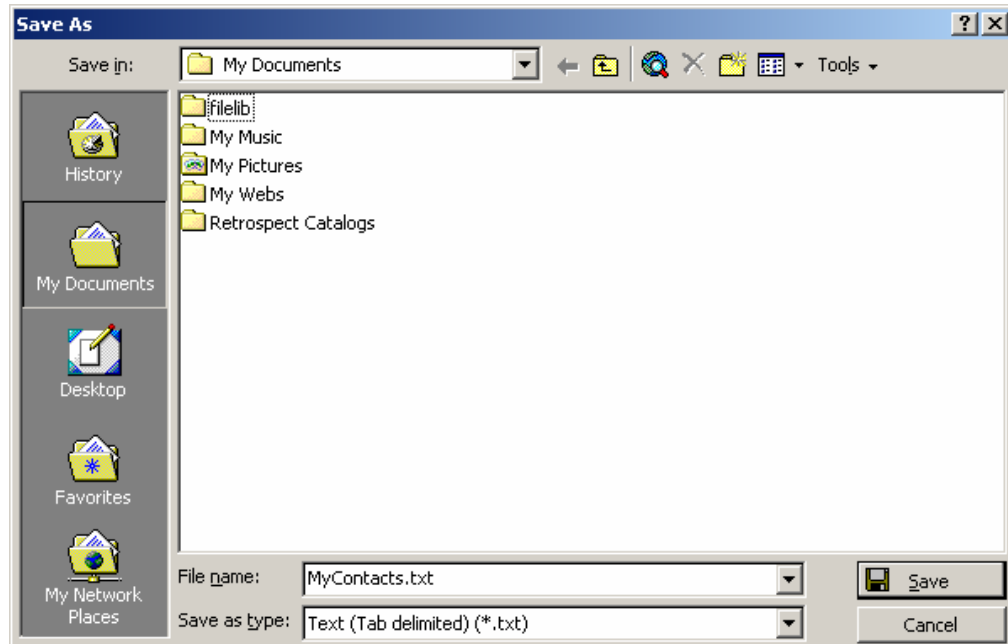 Save As
Save in: My Documents Tools
filelib
My Music
My Pictures
My Webs
Retrospect Catalogs
History
My Documents
Desktop
Favorites
My Network
Places
File name: MyContacts.txt Save
Save as type: Text (Tab delimited) (*.txt) Cancel